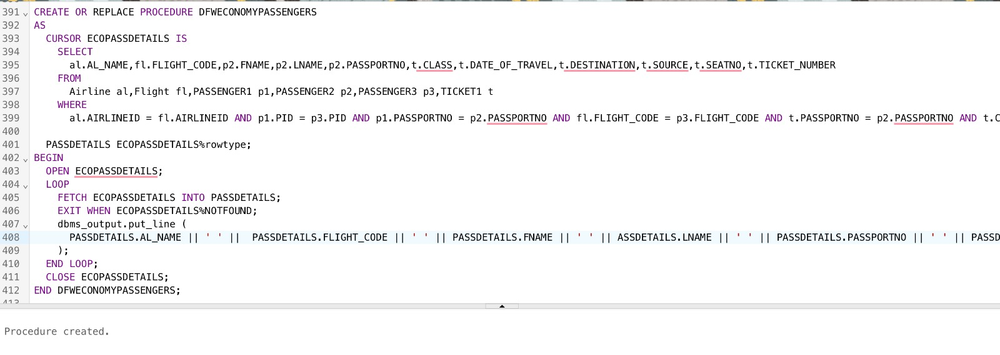 391 CREATE OR REPLACE PROCEDURE DFWECONOMYPASSENGERS
392 AS
393 CURSOR ECOPASSDETAILS IS
394 SELECT
395 al.AL_NAME,fl.FLIGHT_CODE,p2.FNAME,p2.LNAME,p2.PASSPORTNO,t.CLASS,t.DATE_OF_TRAVEL,t.DESTINATION,t.SOURCE,t.SEATNO,t.TICKET_NUMBER
396 FROM
397 Airline al,Flight fl,PASSENGER1 p1,PASSENGER2 p2,PASSENGER3 p3,TICKET1 t
398 WHERE
399 al.AIRLINEID = fl.AIRLINEID AND p1.PID = p3.PID AND p1.PASSPORTNO = p2.PASSPORTNO AND fl.FLIGHT_CODE = p3.FLIGHT_CODE AND t.PASSPORTNO = p2.PASSPORTNO AND t.C
400
401 PASSDETAILS ECOPASSDETAILS%rowtype;
402 BEGIN
403 OPEN ECOPASSDETAILS;
404 LOOP
405 FETCH ECOPASSDETAILS INTO PASSDETAILS;
406 EXIT WHEN ECOPASSDETAILS%NOTFOUND;
407 dbms_output.put_line (
408 PASSDETAILS.AL_NAME || ' ' ||  PASSDETAILS.FLIGHT_CODE || ' ' || PASSDETAILS.FNAME || ' ' || ASSDETAILS.LNAME || ' ' || PASSDETAILS.PASSPORTNO || ' ' || PASSD
409 );
410 END LOOP;
411 CLOSE ECOPASSDETAILS;
412 END DFWECONOMYPASSENGERS;
413
Procedure created.